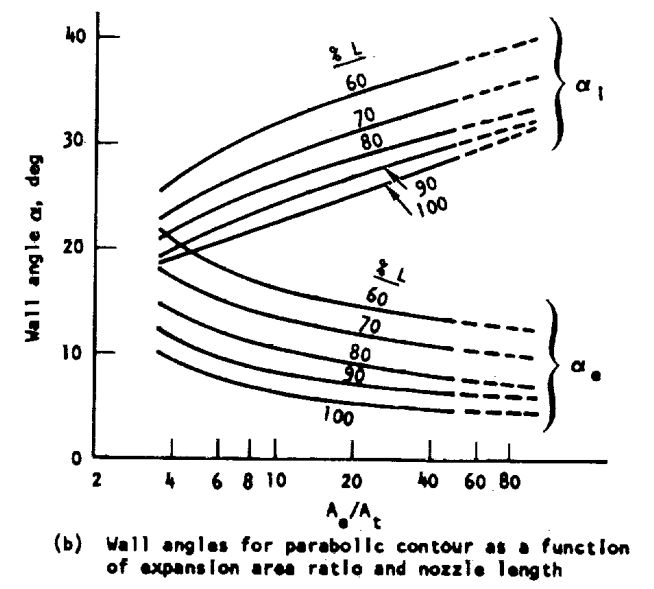 40
% L
60
70
80
90
100
α i
30
20
10
0
Wall angle α, deg
% L
60
70
80
90
100
α e
2 4 6 8 10 20 40 60 80
Ae/At
(b) Wall angles for parabolic contour as a function
of expansion area ratio and nozzle length